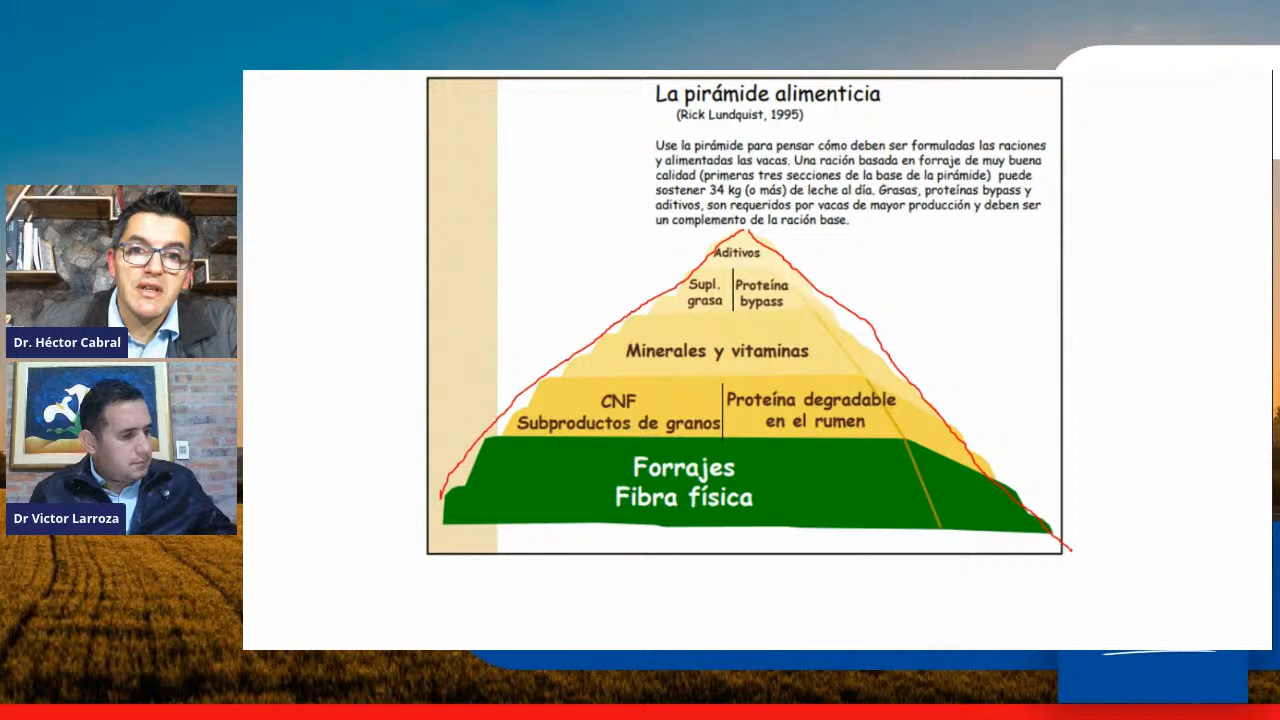 La pirámide alimenticia
(Rick Lundquist, 1995)
Use la pirámide para pensar cómo deben ser formuladas las raciones
y alimentadas las vacas. Una ración basada en forraje de muy buena
calidad (primeras tres secciones de la base de la pirámide) puede
sostener 34 kg (o más) de leche al día. Grasas, proteínas bypass y
aditivos, son requeridos por vacas de mayor producción y deben ser
un complemento de la ración base.
Aditivos
Supl.
grasa
Proteína
bypass
Minerales y vitaminas
CNF
Subproductos de granos
Proteína degradable
en el rumen
Forrajes
Fibra física
Dr. Héctor Cabral
Dr Victor Larroza